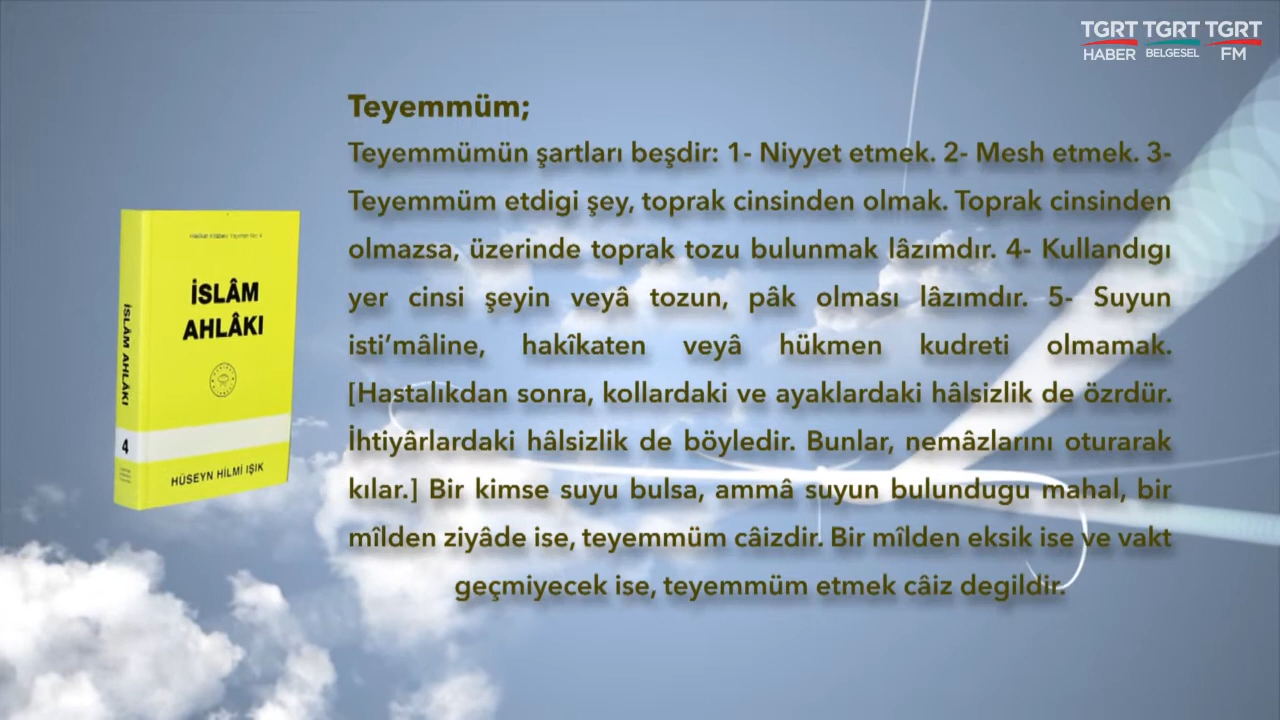 TGRT TGRT TGRT
HABER BELGESEL FM
Teyemmüm;
Teyemmümün şartları beşdir: 1- Niyyet etmek. 2- Mesh etmek. 3-
Teyemmüm etdigi şey, toprak cinsinden olmak. Toprak cinsinden
olmazsa, üzerinde toprak tozu bulunmak lâzımdır. 4- Kullandıgı
yer cinsi şeyin veyâ tozun, pâk olması lâzımdır. 5- Suyun
isti’mâline, hakîkaten veyâ hükmen kudreti olmamak.
[Hastalıkdan sonra, kollardaki ve ayaklardaki hâlsizlik de özrdür.
İhtiyârlardaki hâlsizlik de böyledir. Bunlar, nemâzlarını oturarak
kılar.] Bir kimse suyu bulsa, ammâ suyun bulundugu mahal, bir
mîlden ziyâde ise, teyemmüm câizdir. Bir mîlden eksik ise ve vakt
geçmiyecek ise, teyemmüm etmek câiz degildir.
İSLÂM
AHLÂKI
HÜSEYN HİLMİ IŞIK
İSLÂM AHLÂKI
4